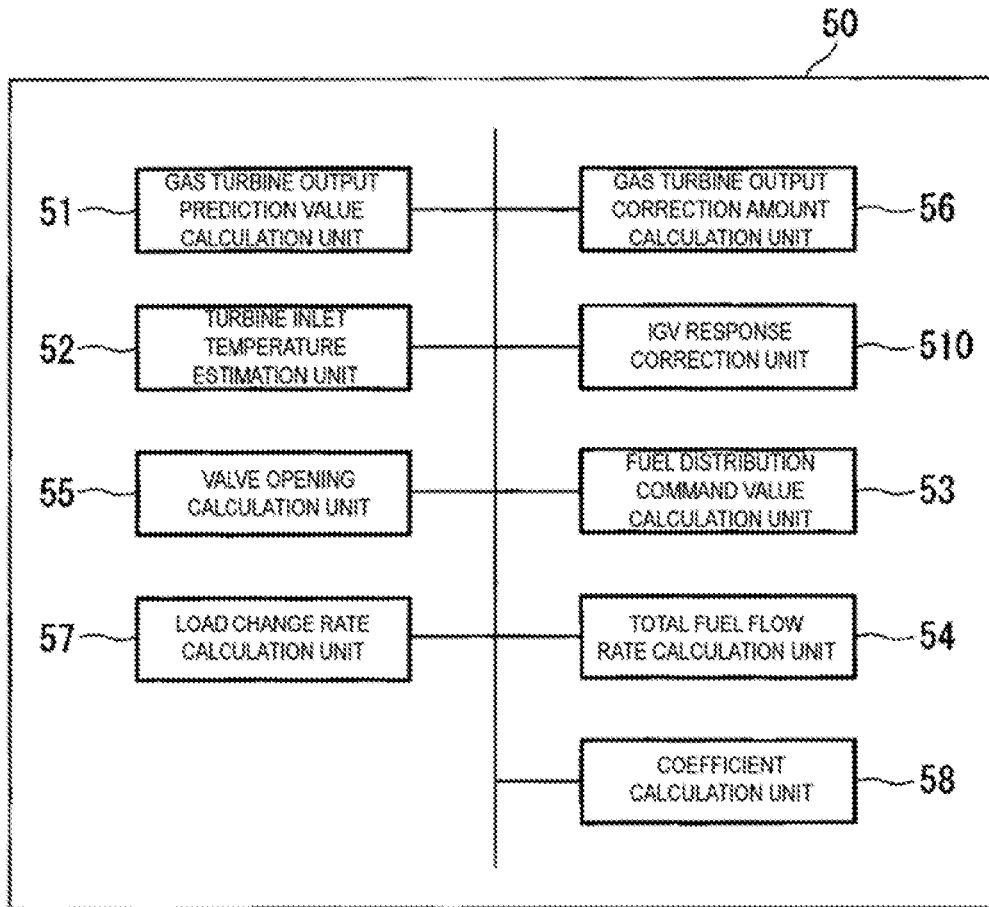 50
51
GAS TURBINE OUTPUT
PREDICTION VALUE
CALCULATION UNIT
GAS TURBINE OUTPUT
CORRECTION AMOUNT
CALCULATION UNIT
56
52
TURBINE INLET
TEMPERATURE
ESTIMATION UNIT
IGV RESPONSE
CORRECTION UNIT
510
55
VALVE OPENING
CALCULATION UNIT
FUEL DISTRIBUTION
COMMAND VALUE
CALCULATION UNIT
53
57
LOAD CHANGE RATE
CALCULATION UNIT
TOTAL FUEL FLOW
RATE CALCULATION UNIT
54
COEFFICIENT
CALCULATION UNIT
58